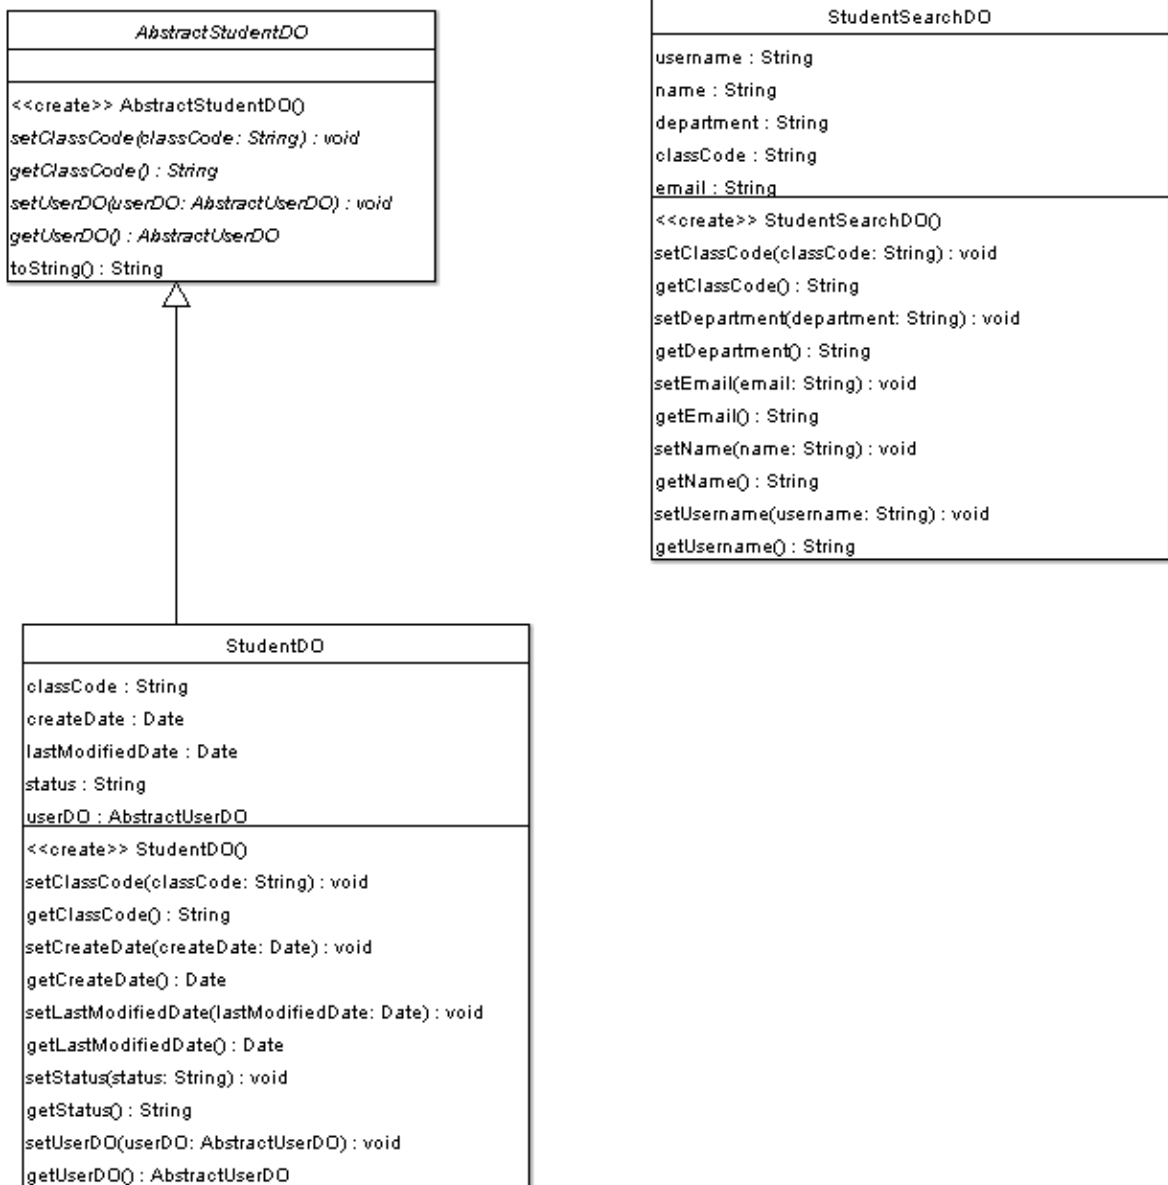 AbstractStudentDO
<<create>> AbstractStudentDO()
setClassCode(classCode: String) : void
getClassCode() : String
setUserDO(userDO: AbstractUserDO) : void
getUserDO() : AbstractUserDO
toString() : String
StudentSearchDO
username : String
name : String
department : String
classCode : String
email : String
<<create>> StudentSearchDO()
setClassCode(classCode: String) : void
getClassCode() : String
setDepartment(department: String) : void
getDepartment() : String
setEmail(email: String) : void
getEmail() : String
setName(name: String) : void
getName() : String
setUsername(username: String) : void
getUsername() : String
StudentDO
classCode : String
createDate : Date
lastModifiedDate : Date
status : String
userDO : AbstractUserDO
<<create>> StudentDO()
setClassCode(classCode: String) : void
getClassCode() : String
setCreateDate(createDate: Date) : void
getCreateDate() : Date
setLastModifiedDate(lastModifiedDate: Date) : void
getLastModifiedDate() : Date
setStatus(status: String) : void
getStatus() : String
setUserDO(userDO: AbstractUserDO) : void
getUserDO() : AbstractUserDO